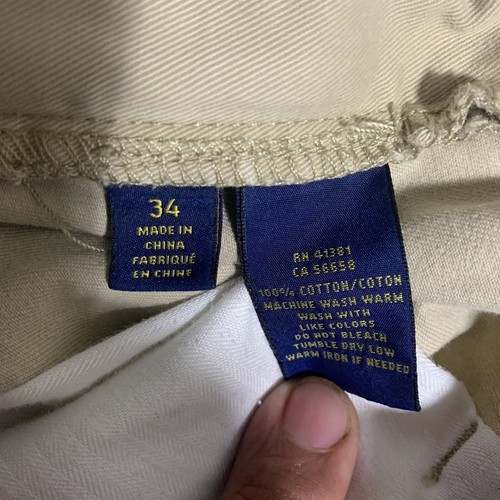 34
MADE IN
CHINA
FABRIQUÉ
EN CHINE
RN 41381
CA 56658
100% COTTON/COTON
MACHINE WASH WARM
WASH WITH
LIKE COLORS
DO NOT BLEACH
TUMBLE DRY LOW
WARM IRON IF NEEDED